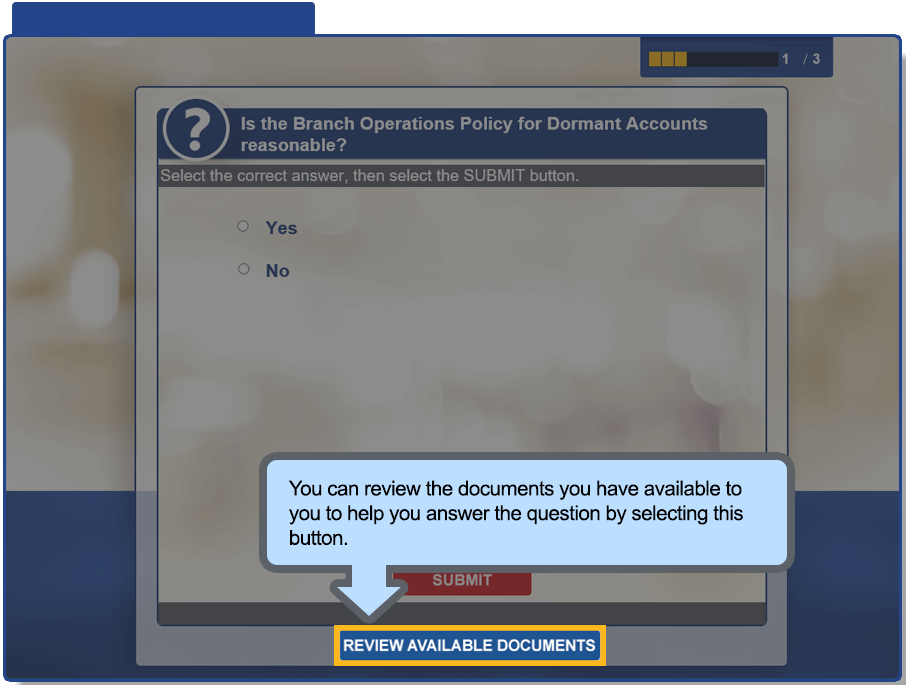 1 / 3
?
Is the Branch Operations Policy for Dormant Accounts
reasonable?
Select the correct answer, then select the SUBMIT button.
Yes
No
You can review the documents you have available to
you to help you answer the question by selecting this
button.
SUBMIT
REVIEW AVAILABLE DOCUMENTS